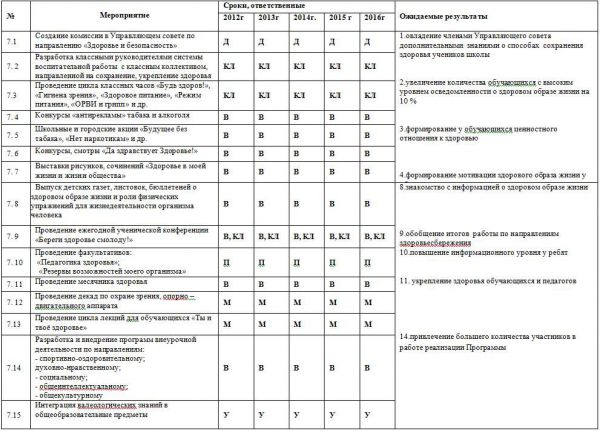 № Мероприятие Сроки, ответственные Ожидаемые результаты
2012г 2013г 2014г. 2015 г 2016г
7.1 Создание комиссии в Управляющем совете по
направлению «Здоровье и безопасность» Д Д Д Д Д
7. 2 Разработка классными руководителями системы
воспитательной работы с классным коллективом,
направленной на сохранение, укрепление здоровья КЛ КЛ КЛ КЛ КЛ
7.3 Проведение цикла классных часов «Будь здоров!»,
«Гигиена зрения», «Здоровое питание», «Режим
питания», «ОРВИ и грипп» и др. КЛ КЛ КЛ КЛ КЛ
7. 4 Конкурсы «антирекламы» табака и алкоголя В В В В В
7. 5 Школьные и городские акции «Будущее без
табака», «Нет наркотикам» и др. В В В В В
7. 6 Конкурсы, смотры «Да здравствует Здоровье!» В В В В В
7. 7 Выставки рисунков, сочинений «Здоровье в моей
жизни и жизни общества» В В В В В
1.овладение членами Управляющего совета
дополнительными знаниями о способах сохранения
здоровья учеников школы
2.увеличение количества обучающихся с высоким
уровнем осведомленности о здоровом образе жизни на
10 %
3.формирование у обучающихся ценностного
отношения к здоровью
4.формирование мотивации здорового образа жизни у
7. 8 Выпуск детских газет, листовок, бюллетеней о
здоровом образе жизни и роли физических
упражнений для жизнедеятельности организма
человека В В В В В
7. 9 Проведение ежегодной ученической конференции
«Береги здоровье смолоду!» В, КЛ В, КЛ В, КЛ В, КЛ В, КЛ
7.10 Проведение факультативов:
«Педагогика здоровья»;
«Резервы возможностей моего организма» П П П П П
7.11 Проведение месячника здоровья В В В В В
7.12 Проведение декад по охране зрения, опорно –
двигательного аппарата М М М М М
7.13 Проведение цикла лекций для обучающихся «Ты и
твоё здоровье» М М М М М
7.14 Разработка и внедрение программ внеурочной
деятельности по направлениям:
- спортивно-оздоровительному;
духовно-нравственному;
- социальному;
- общеинтеллектуальному;
- общекультурному В В В В В
7.15 Интеграция валеологических знаний в
общеобразовательные предметы У У У У У
8.знакомство с информацией о здоровом образе жизни
9.обобщение итогов работы по направлениям
здоровьесбережения
10.повышение информационного уровня у ребят
11. укрепление здоровья обучающихся и педагогов
14.привлечение большего количества участников в
работе реализации Программы